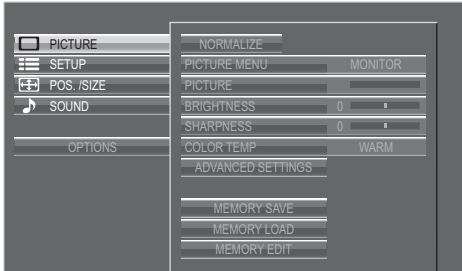 PICTURE
SETUP
POS. /SIZE
SOUND
OPTIONS
NORMALIZE
PICTURE MENU MONITOR
PICTURE
BRIGHTNESS 0
SHARPNESS 0
COLOR TEMP WARM
ADVANCED SETTINGS
MEMORY SAVE
MEMORY LOAD
MEMORY EDIT